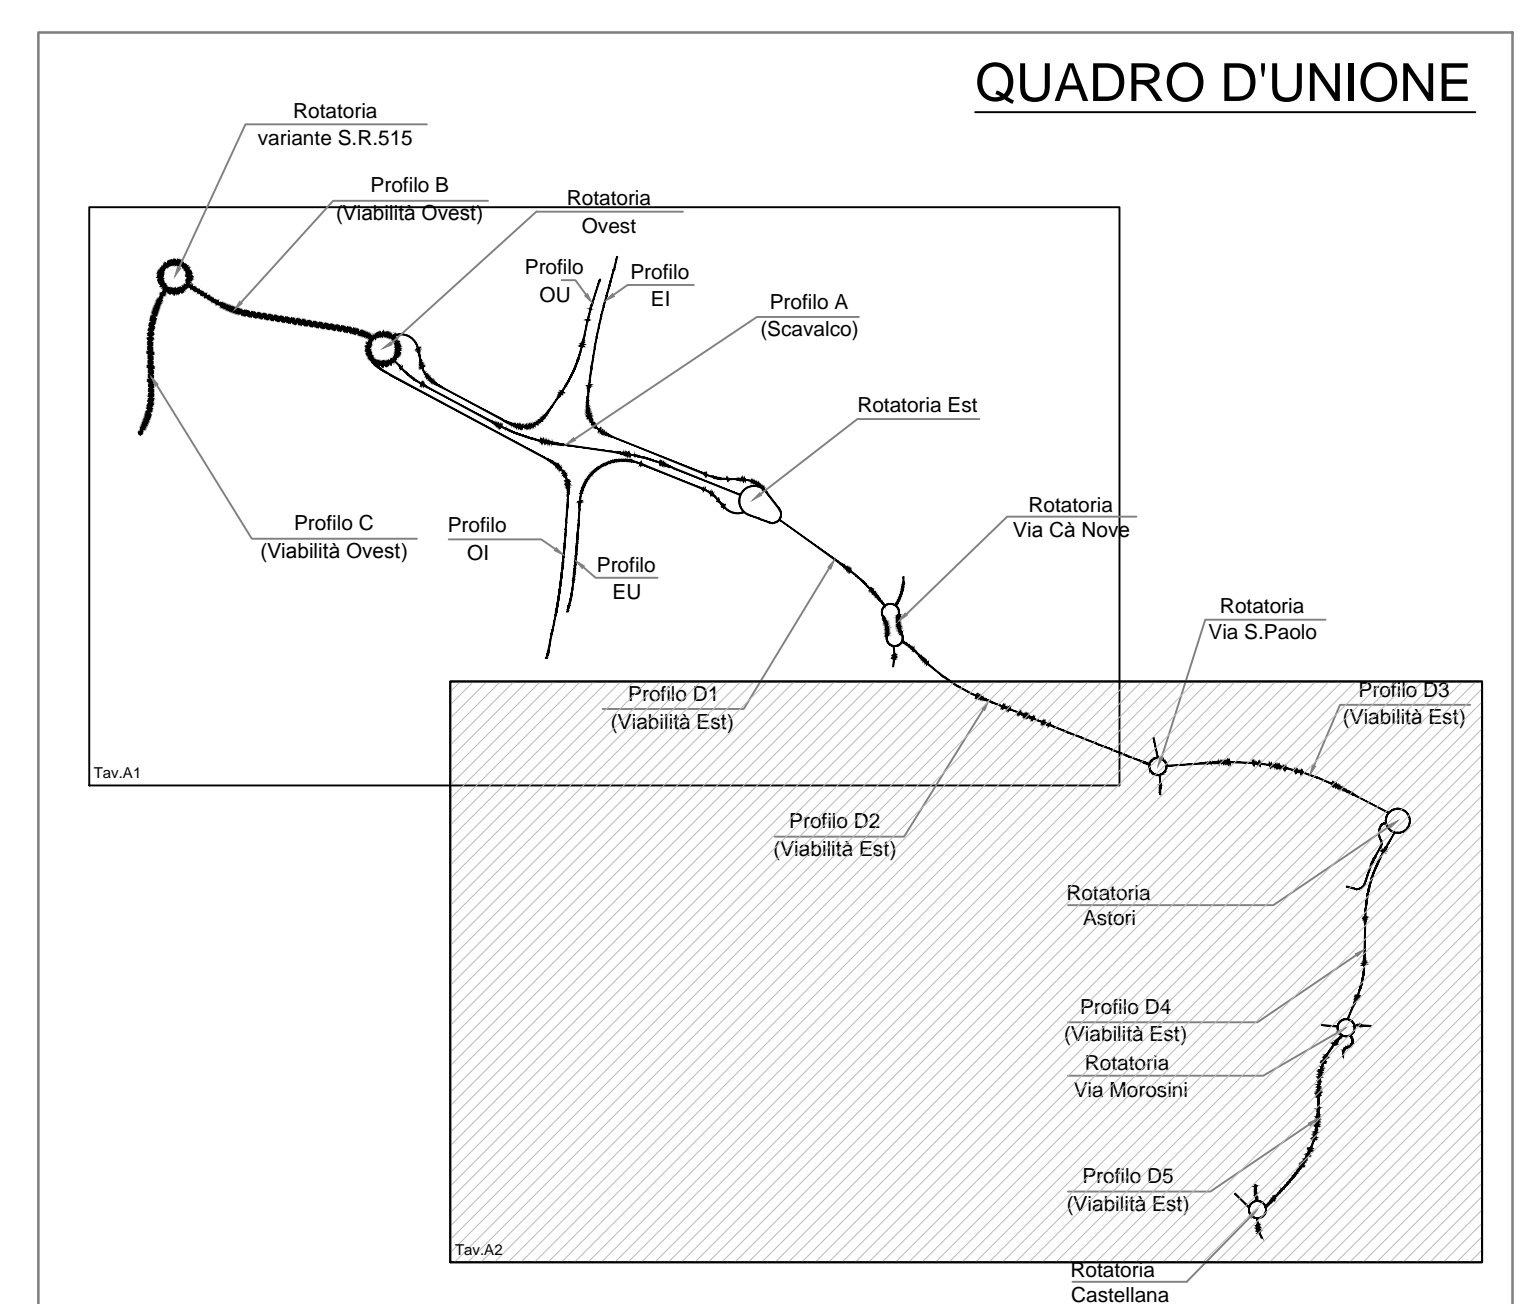 QUADRO D'UNIONE
Rotatoria
variante S.R.515
Profilo B
(Viabilità Ovest)
Rotatoria
Ovest
Profilo
OU
Profilo
EI
Profilo A
(Scavalco)
Rotatoria Est
Profilo C
(Viabilità Ovest)
Profilo
OI
Profilo
EU
Rotatoria
Via Cà Nove
Rotatoria
Via S.Paolo
Profilo D1
(Viabilità Est)
Profilo D3
(Viabilità Est)
Tav.A1
Profilo D2
(Viabilità Est)
Rotatoria
Astori
Profilo D4
(Viabilità Est)
Rotatoria
Via Morosini
Profilo D5
(Viabilità Est)
Tav.A2
Rotatoria
Castellana